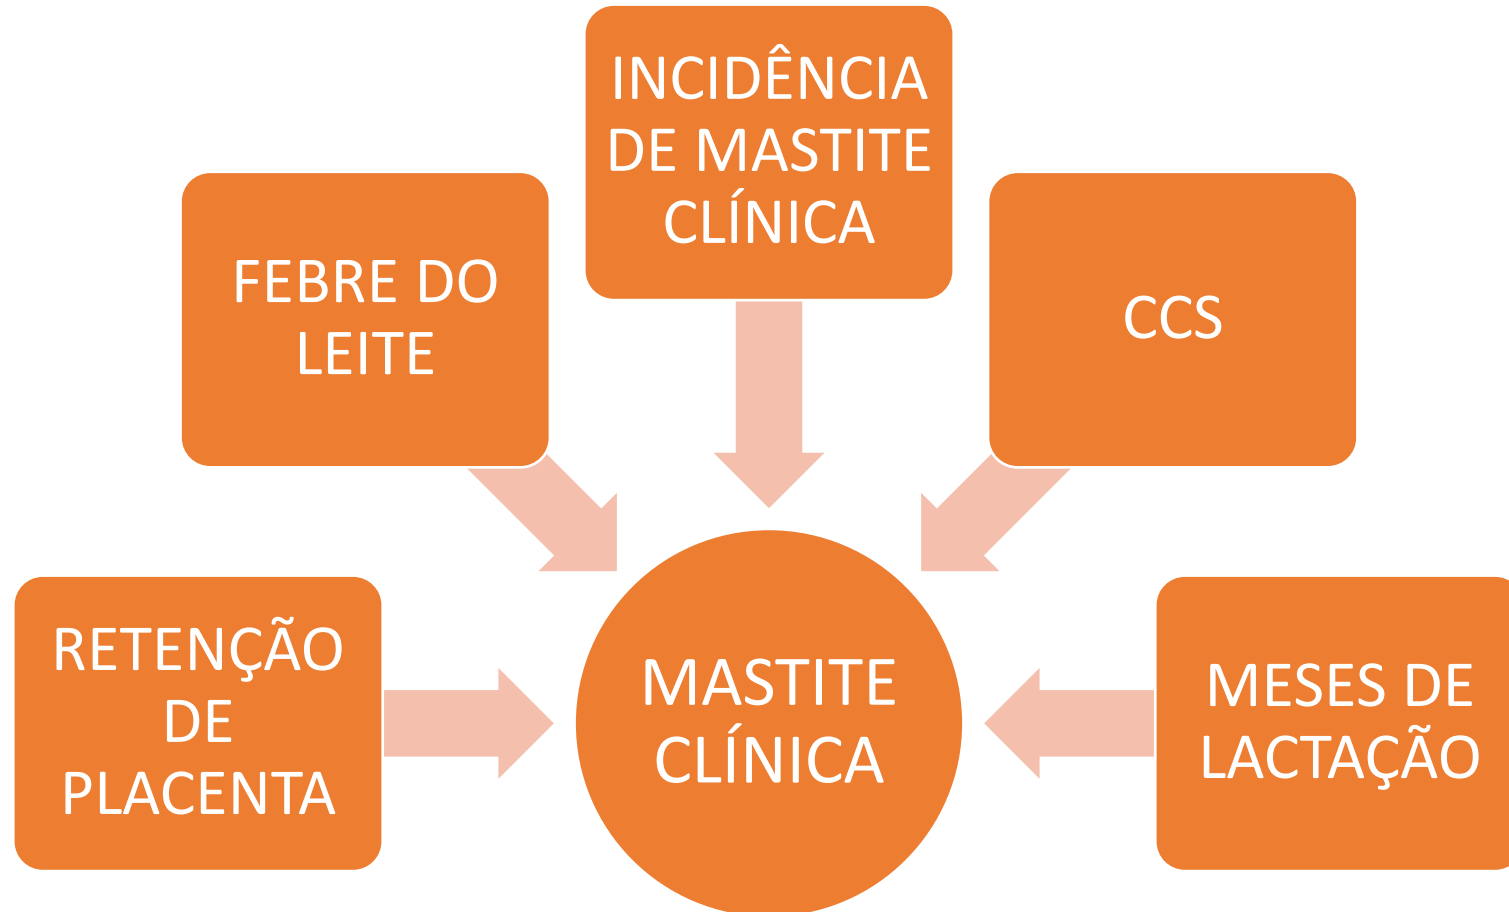 INCIDÊNCIA
DE MASTITE
CLÍNICA
FEBRE DO
LEITE
CCS
RETENÇÃO
DE
PLACENTA
MASTITE
CLÍNICA
MESES DE
LACTAÇÃO